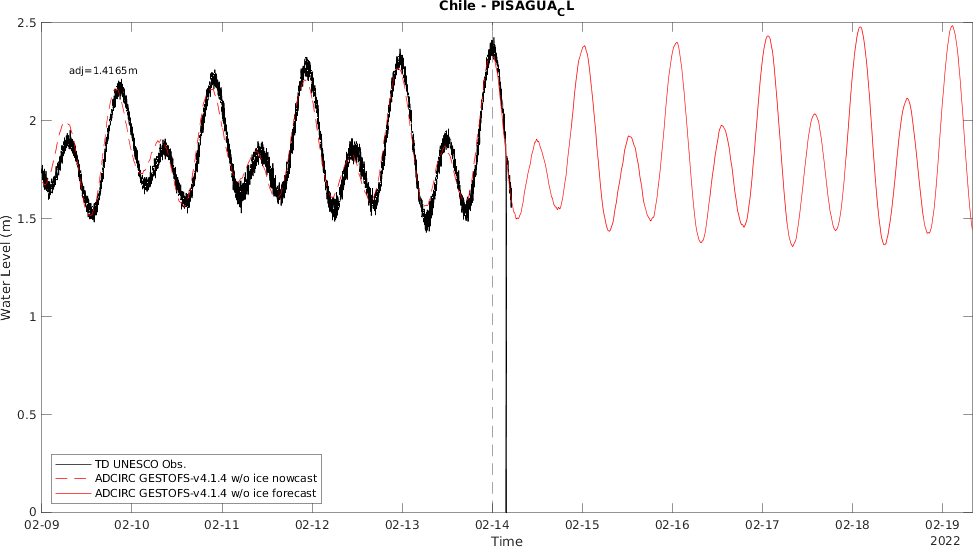 Chile - PISAGUA_CL
2.5
adj=1.4165m
2
1.5
Water Level (m)
1
0.5
TD UNESCO Obs.
ADCIRC GESTOFS-v4.1.4 w/o ice nowcast
ADCIRC GESTOFS-v4.1.4 w/o ice forecast
0
02-09 02-10 02-11 02-12 02-13 02-14 02-15 02-16 02-17 02-18 02-19
Time 2022